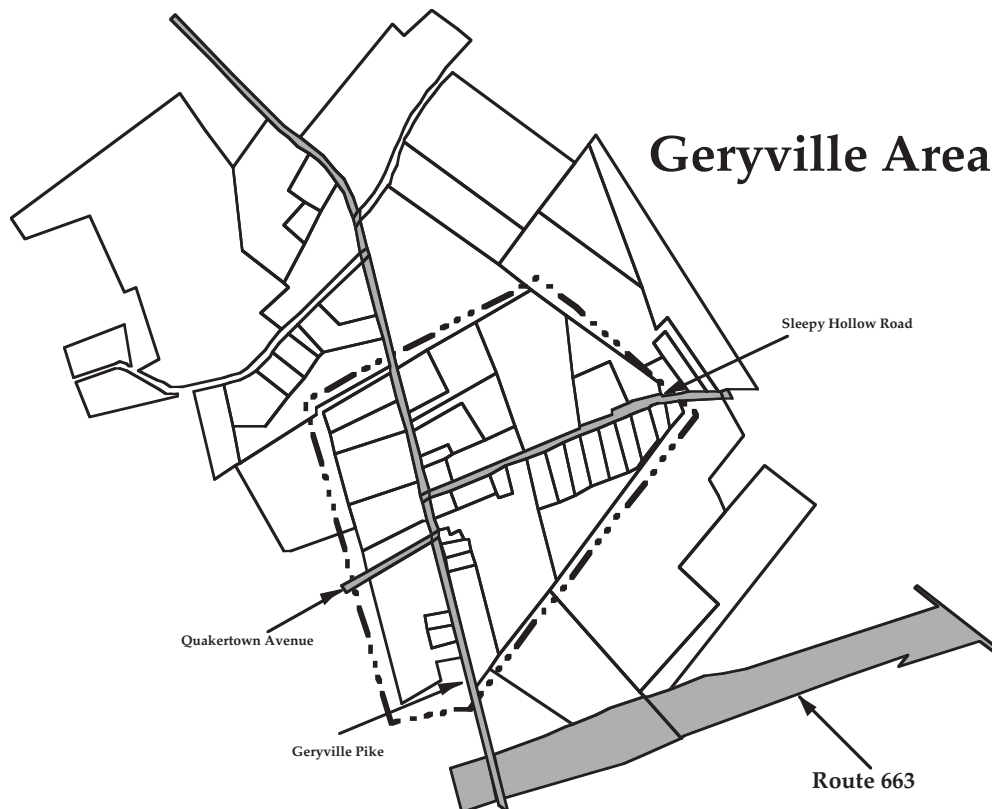 Geryville Area
Sleepy Hollow Road
Quakertown Avenue
Geryville Pike
Route 663